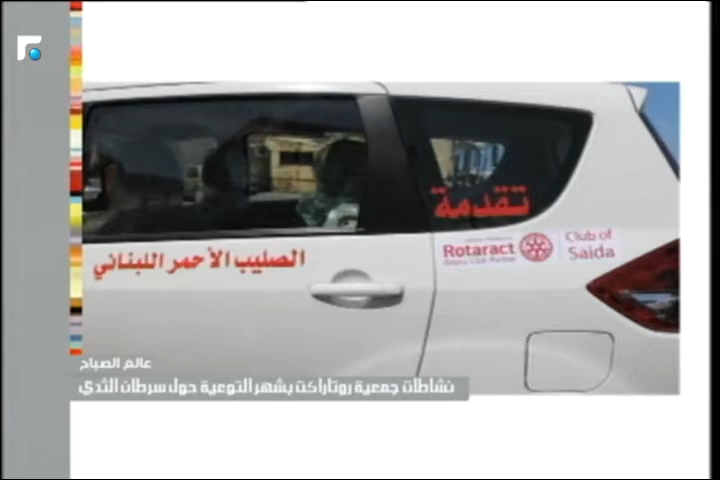 تقدمة
Rotaract
Club of
Saida
الصليب الأحمر اللبناني
عالم الصباح
نشاطات جمعية روتاراكت بشهر التوعية حول سرطان الثدي